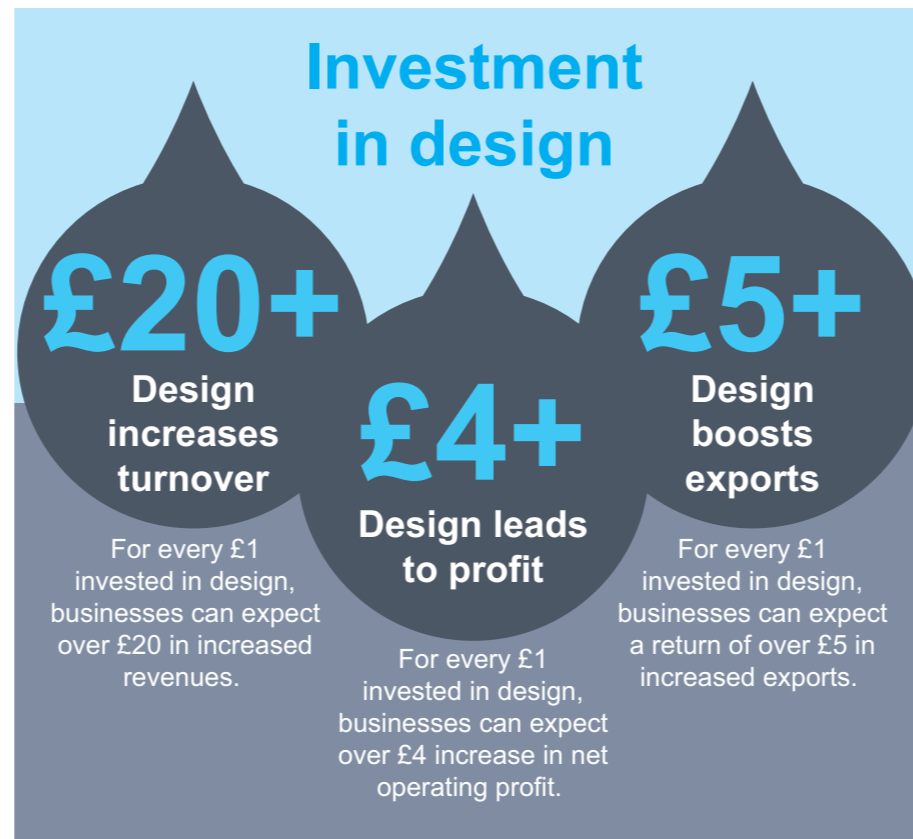 Investment
in design
£20+
Design
increases
turnover
For every £1
invested in design,
businesses can expect
over £20 in increased
revenues.
£4+
Design leads
to profit
For every £1
invested in design,
businesses can expect
over £4 increase in net
operating profit.
£5+
Design
boosts
exports
For every £1
invested in design,
businesses can expect
a return of over £5 in
increased exports.